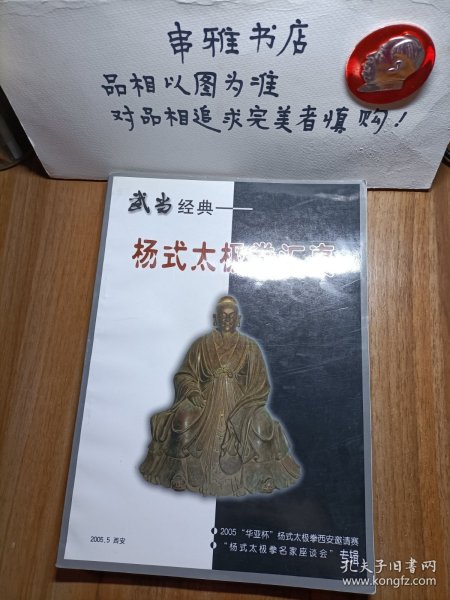 串雅书店
品相以图为准
对品相追求完美者慎购！
武当 经典——
杨式太极拳汇真
●2005“华亚杯”杨式太极拳西安邀请赛
●“杨式太极拳名家座谈会”专辑
2005.5 西安
孔夫子旧书网
www.kongfz.com